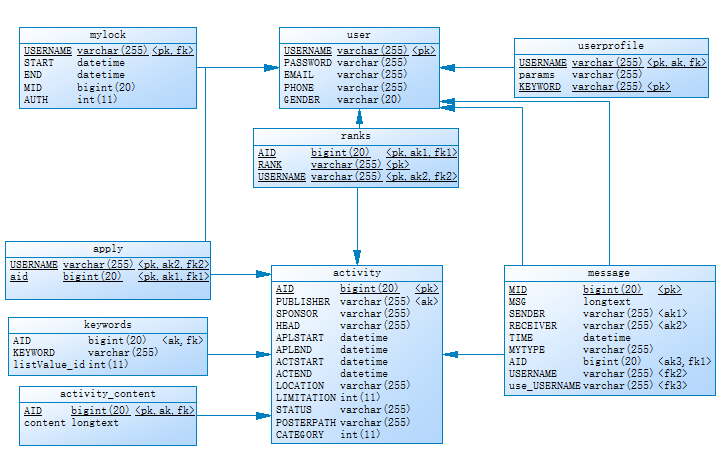 mylock
USERNAME varchar(255) <pk,fk>
START datetime
END datetime
MID bigint(20)
AUTH int(11)
user
USERNAME varchar(255) <pk>
PASSWORD varchar(255)
EMAIL varchar(255)
PHONE varchar(255)
GENDER varchar(20)
userprofile
USERNAME varchar(255) <pk,ak,fk>
params varchar(255)
KEYWORD varchar(255) <pk>
ranks
AID bigint(20) <pk,ak1,fk1>
RANK varchar(255) <pk>
USERNAME varchar(255) <pk,ak2,fk2>
apply
USERNAME varchar(255) <pk,ak2,fk2>
aid bigint(20) <pk,ak1,fk1>
activity
AID bigint(20) <pk>
PUBLISHER varchar(255) <ak>
SPONSOR varchar(255)
HEAD varchar(255)
APLSTART datetime
APLEND datetime
ACTSTART datetime
ACTEND datetime
LOCATION varchar(255)
LIMITATION int(11)
STATUS varchar(255)
POSTERPATH varchar(255)
CATEGORY int(11)
message
MID bigint(20) <pk>
MSG longtext
SENDER varchar(255) <ak1>
RECEIVER varchar(255) <ak2>
TIME datetime
MYTYPE varchar(255)
AID bigint(20) <ak3,fk1>
USERNAME varchar(255) <fk2>
use_USERNAME varchar(255) <fk3>
keywords
AID bigint(20) <ak,fk>
KEYWORD varchar(255)
listValue_id int(11)
activity_content
AID bigint(20) <pk,ak,fk>
content longtext